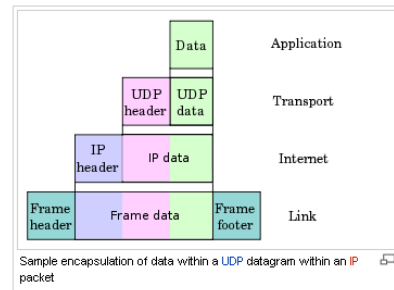 Data
Application
UDP
header
UDP
data
Transport
IP
header
IP data
Internet
Frame
header
Frame data
Frame
footer
Link
Sample encapsulation of data within a UDP datagram within an IP
packet